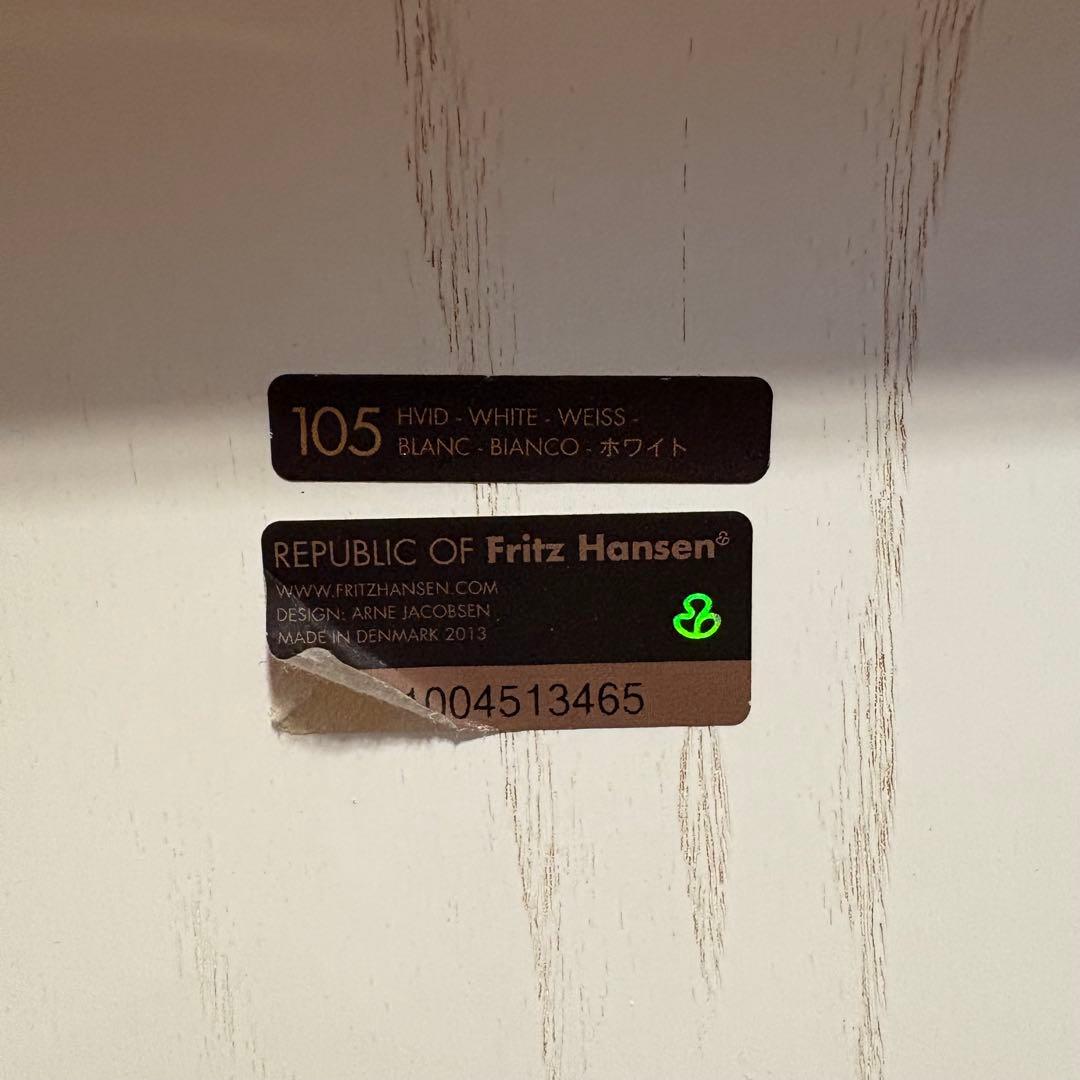 105 HVID - WHITE - WEISS -
BLANC - BIANCO - ホワイト
REPUBLIC OF Fritz Hansen
WWW.FRITZHANSEN.COM
DESIGN: ARNE JACOBSEN
MADE IN DENMARK 2013
1004513465